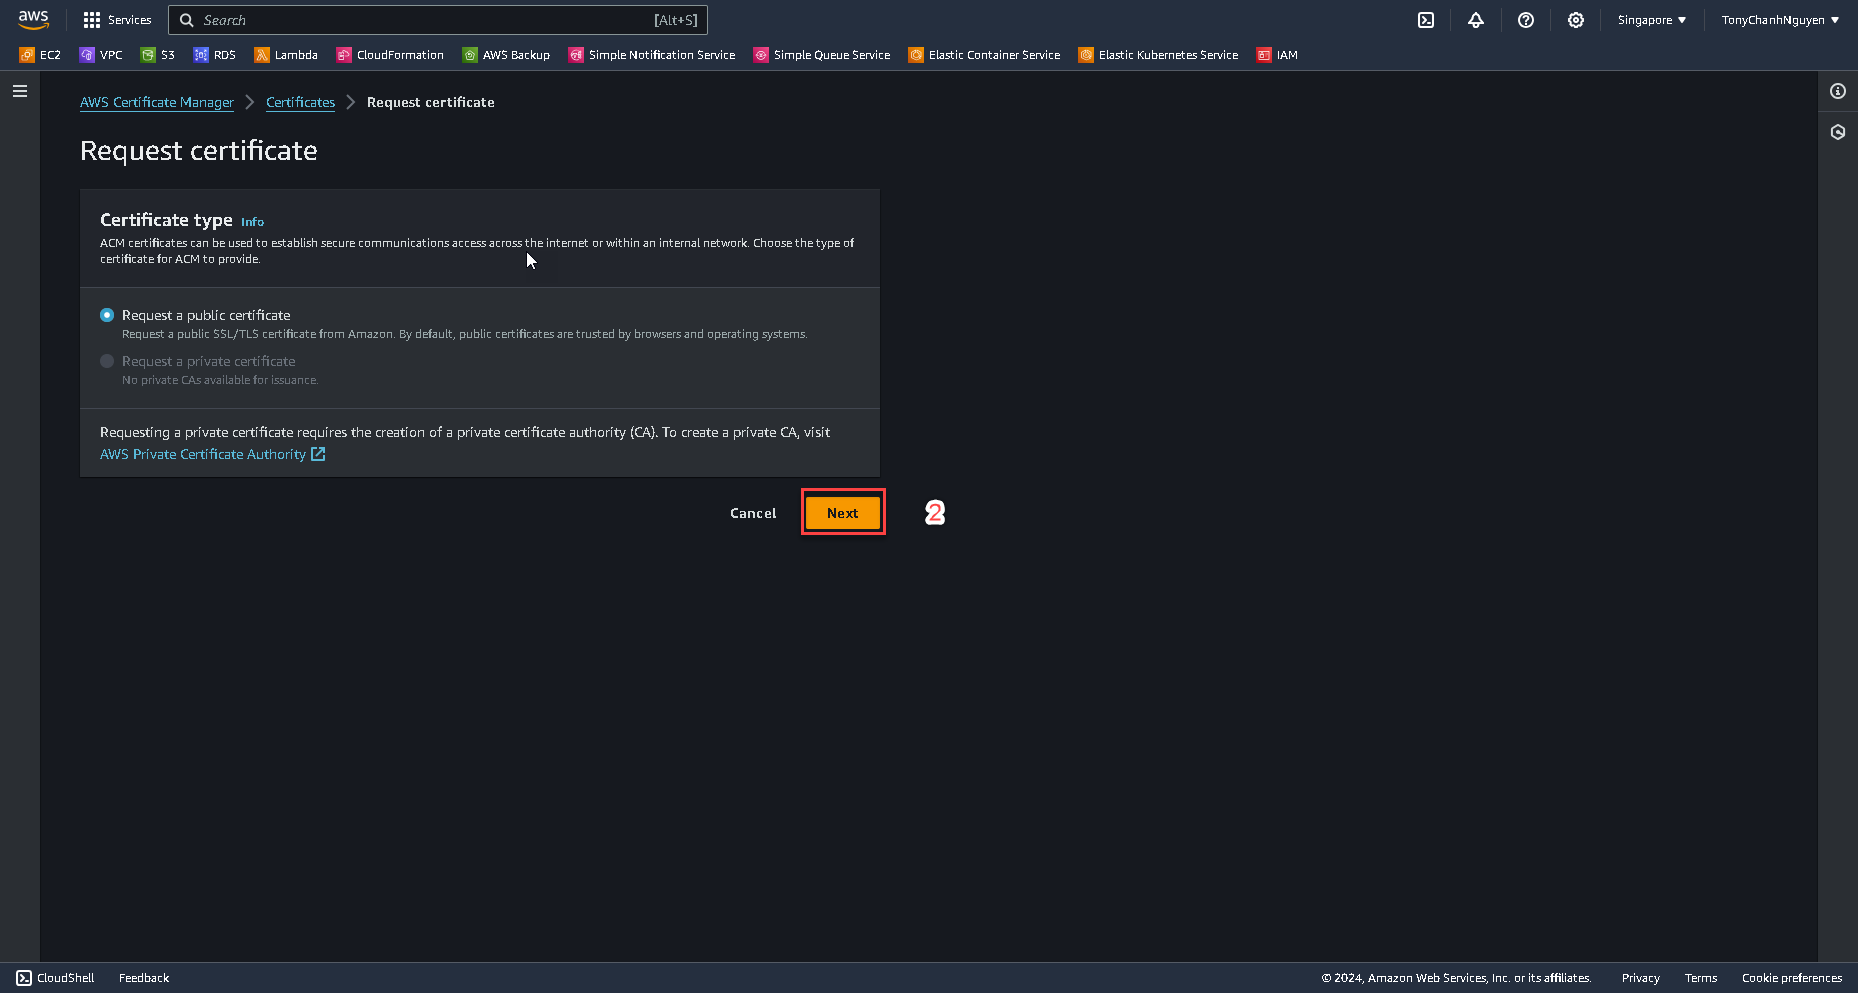 aws
Services
Search
[Alt+S]
Singapore
TonyChanhNguyen
EC2
VPC
S3
RDS
Lambda
CloudFormation
AWS Backup
Simple Notification Service
Simple Queue Service
Elastic Container Service
Elastic Kubernetes Service
IAM
AWS Certificate Manager
Certificates
Request certificate
Request certificate
Certificate type Info
ACM certificates can be used to establish secure communications access across the internet or within an internal network. Choose the type of
certificate for ACM to provide.
Request a public certificate
Request a public SSL/TLS certificate from Amazon. By default, public certificates are trusted by browsers and operating systems.
Request a private certificate
No private CAs available for issuance.
Requesting a private certificate requires the creation of a private certificate authority (CA). To create a private CA, visit
AWS Private Certificate Authority
Cancel
Next
2
CloudShell
Feedback
© 2024, Amazon Web Services, Inc. or its affiliates.
Privacy
Terms
Cookie preferences